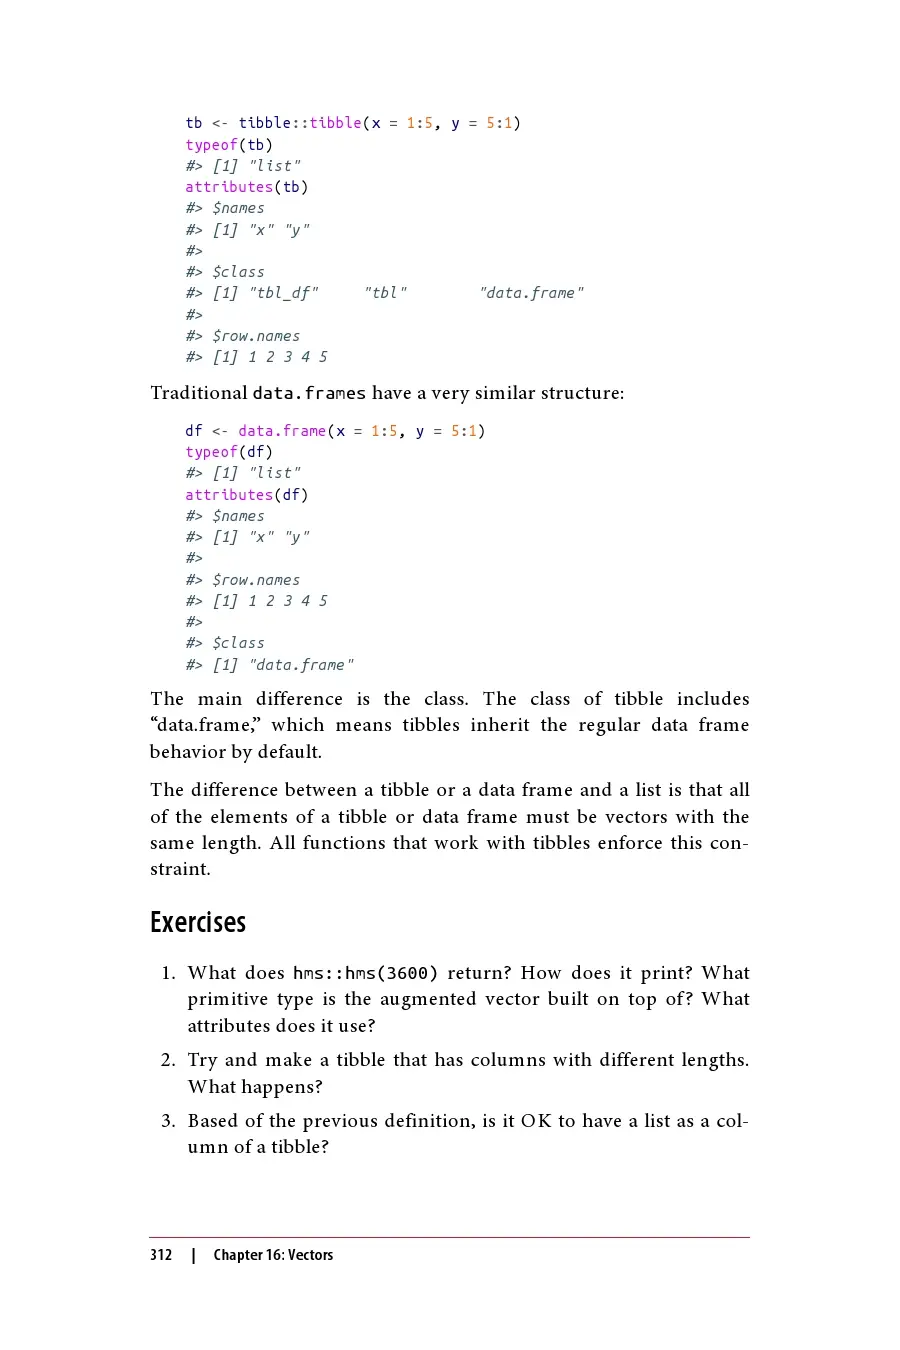 tb <- tibble::tibble(x = 1:5, y = 5:1)
typeof(tb)
#> [1] "list"
attributes(tb)
#> $names
#> [1] "x" "y"
#>
#> $class
#> [1] "tbl_df"     "tbl"        "data.frame"
#>
#> $row.names
#> [1] 1 2 3 4 5
Traditional data.frames have a very similar structure:
df <- data.frame(x = 1:5, y = 5:1)
typeof(df)
#> [1] "list"
attributes(df)
#> $names
#> [1] "x" "y"
#>
#> $row.names
#> [1] 1 2 3 4 5
#>
#> $class
#> [1] "data.frame"
The main difference is the class. The class of tibble includes
“data.frame,” which means tibbles inherit the regular data frame
behavior by default.
The difference between a tibble or a data frame and a list is that all
of the elements of a tibble or data frame must be vectors with the
same length. All functions that work with tibbles enforce this con-
straint.
Exercises
1. What does hms::hms(3600) return? How does it print? What
primitive type is the augmented vector built on top of? What
attributes does it use?
2. Try and make a tibble that has columns with different lengths.
What happens?
3. Based of the previous definition, is it OK to have a list as a col-
umn of a tibble?
312 | Chapter 16: Vectors